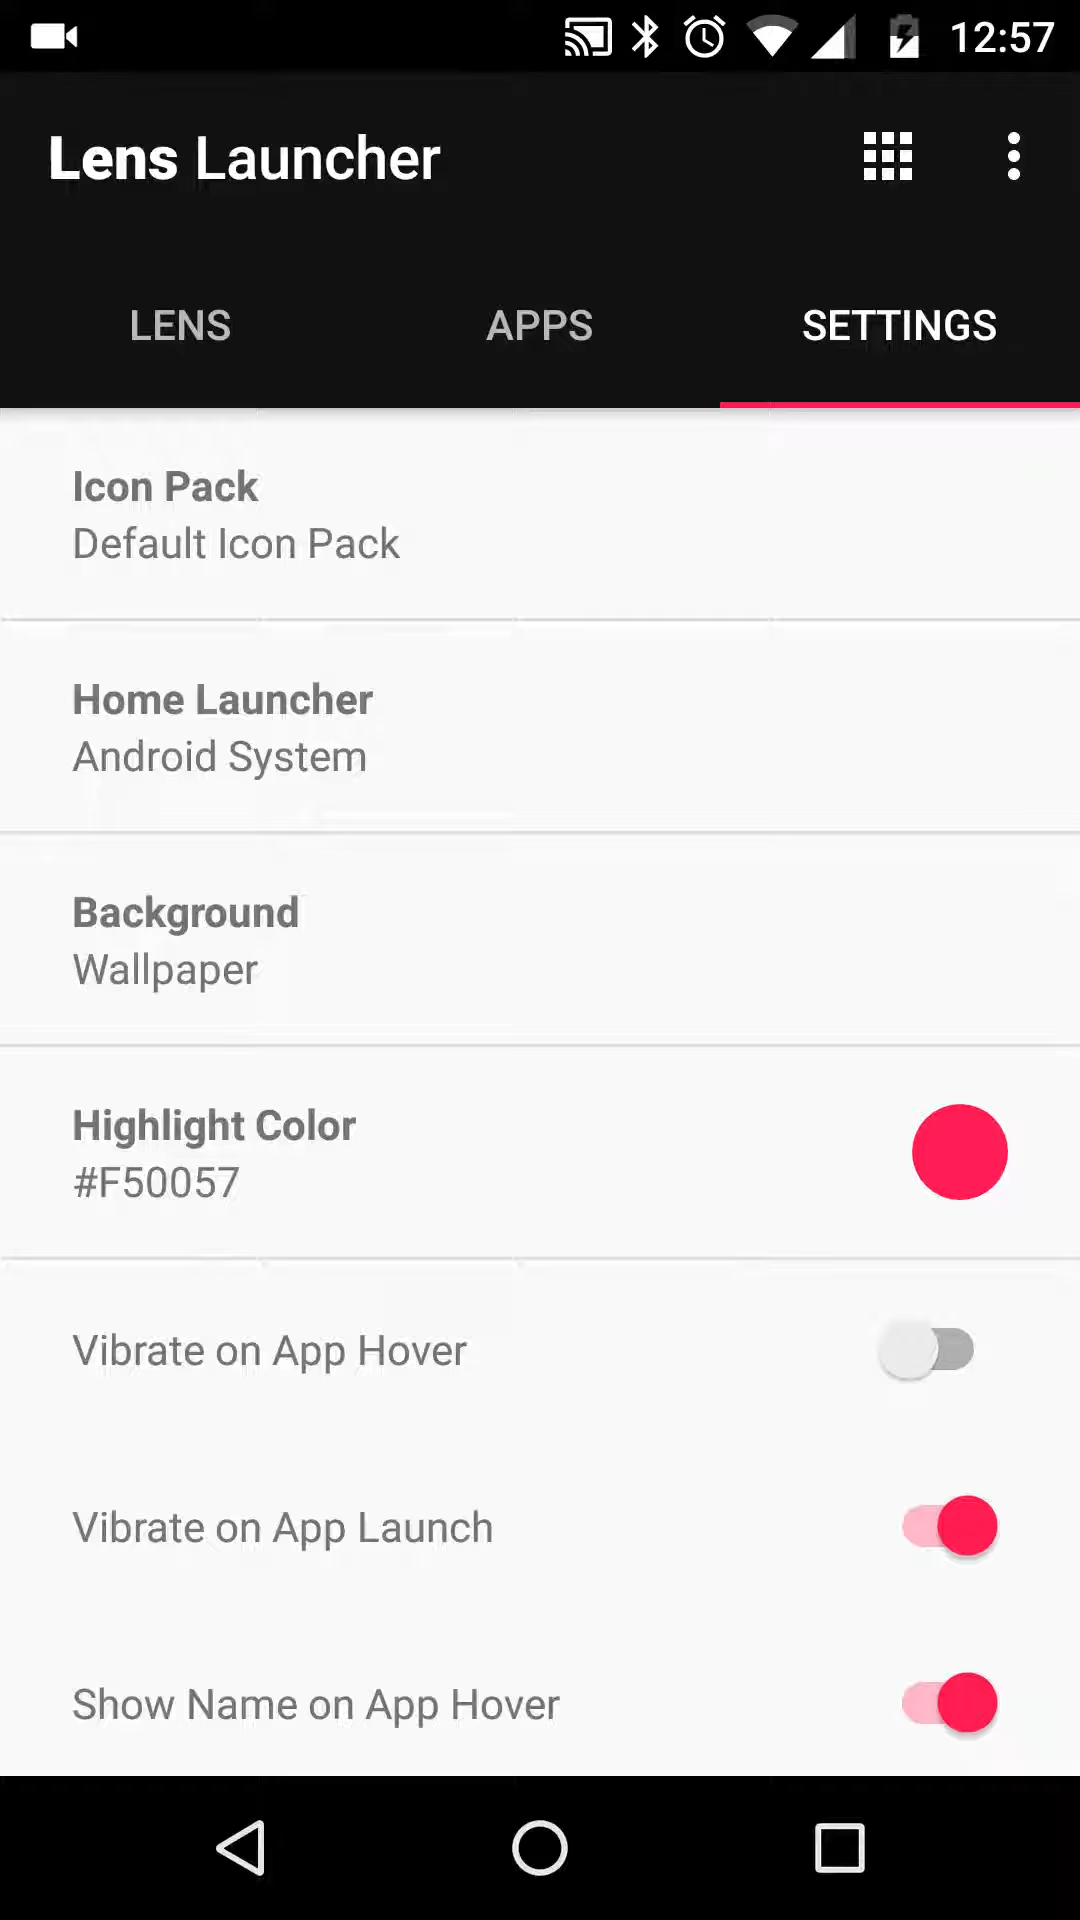 12:57
Lens Launcher
LENS APPS SETTINGS
Icon Pack
Default Icon Pack
Home Launcher
Android System
Background
Wallpaper
Highlight Color
#F50057
Vibrate on App Hover
Vibrate on App Launch
Show Name on App Hover